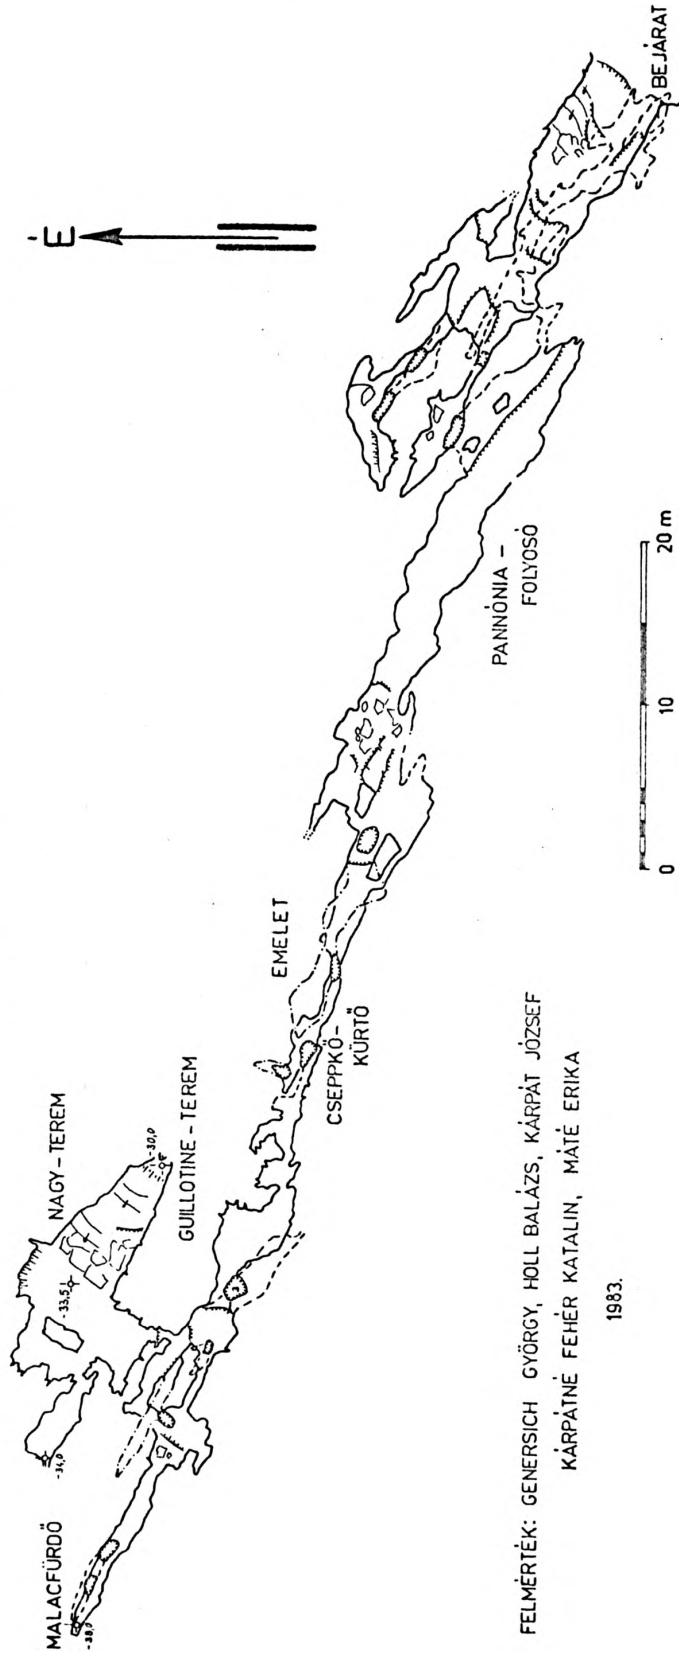 É
BEJÁRAT
PANNÓNIA -
FOLYOSÓ
0 10 20 m
EMELET
CSEPPKŐ-
KÜRTŐ
NAGY-TEREM
-30,0
-33,5
GUILLOTINE-TEREM
-34,0
MALACFÜRDŐ
-38,0
FELMÉRTÉK: GENERSICH GYÖRGY, HOLL BALÁZS, KÁRPÁT JÓZSEF
KÁRPÁTNÉ FEHÉR KATALIN, MÁTÉ ERIKA
1983.